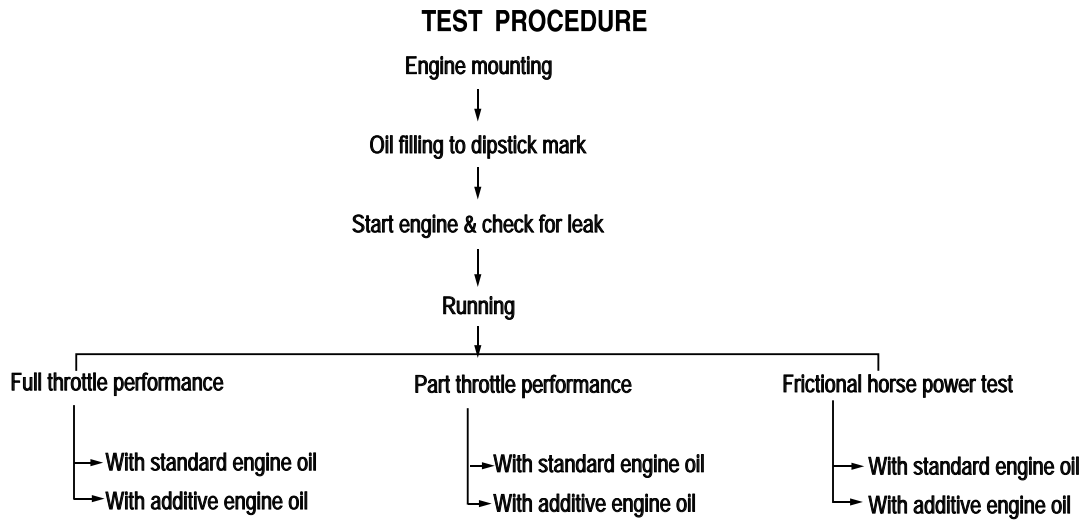 TEST PROCEDURE
Engine mounting
Oil filling to dipstick mark
Start engine & check for leak
Running
Full throttle performance
With standard engine oil
With additive engine oil
Part throttle performance
With standard engine oil
With additive engine oil
Frictional horse power test
With standard engine oil
With additive engine oil